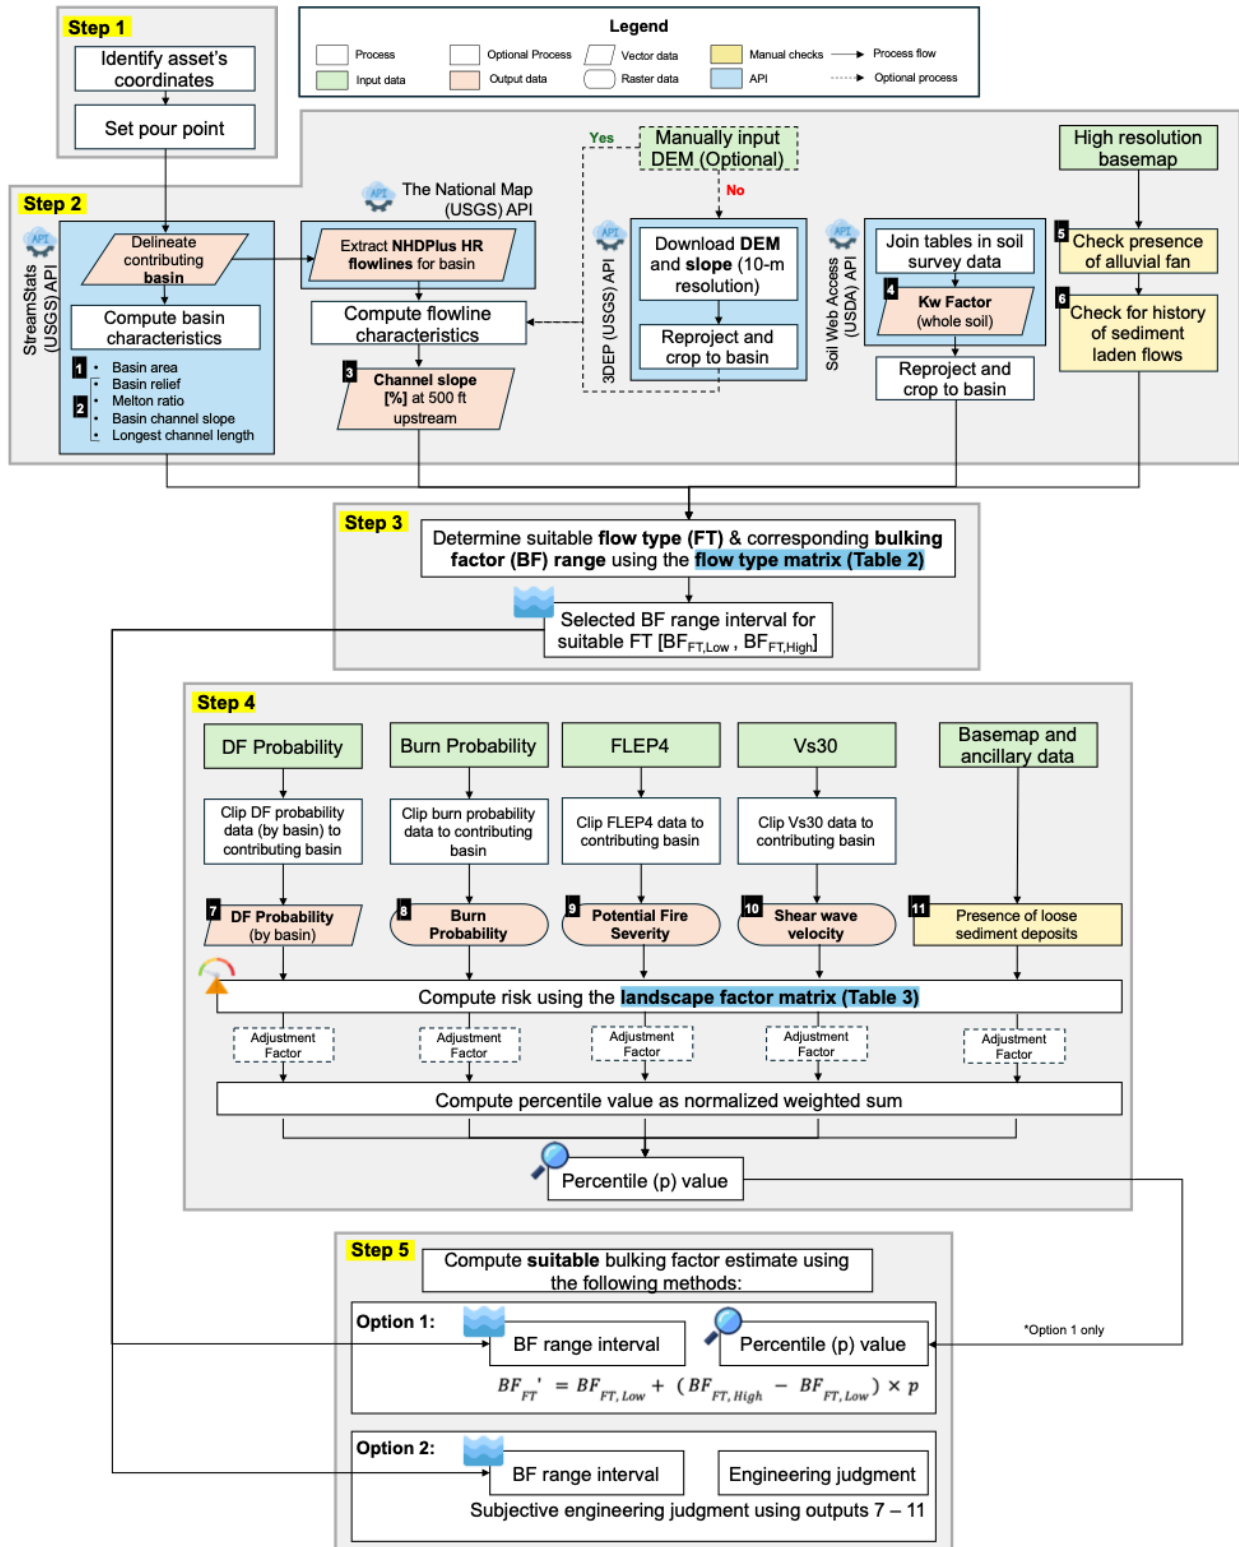 Step 1
Identify asset's
coordinates
Set pour point
Legend
Process
Optional Process
Vector data
Manual checks
Process flow
Input data
Output data
Raster data
API
Optional process
Step 2
API
StreamStats
(USGS) API
Delineate
contributing
basin
Compute basin
characteristics
1
• Basin area
• Basin relief
2
• Melton ratio
• Basin channel slope
• Longest channel length
API
The National Map
(USGS) API
Extract NHDPlus HR
flowlines for basin
Compute flowline
characteristics
3
Channel slope
[%] at 500 ft
upstream
Yes
Manually input
DEM (Optional)
No
API
3DEP (USGS) API
Download DEM
and slope (10-m
resolution)
Reproject and
crop to basin
API
Soil Web Access
(USDA) API
Join tables in soil
survey data
4
Kw Factor
(whole soil)
Reproject and
crop to basin
High resolution
basemap
5
Check presence
of alluvial fan
6
Check for history
of sediment
laden flows
Step 3
Determine suitable flow type (FT) & corresponding bulking
factor (BF) range using the flow type matrix (Table 2)
Selected BF range interval for
suitable FT [BF_FT,Low , BF_FT,High]
Step 4
DF Probability
Burn Probability
FLEP4
Vs30
Basemap and
ancillary data
Clip DF probability
data (by basin) to
contributing basin
Clip burn probability
data to contributing
basin
Clip FLEP4 data to
contributing basin
Clip Vs30 data to
contributing basin
7
DF Probability
(by basin)
8
Burn
Probability
9
Potential Fire
Severity
10
Shear wave
velocity
11
Presence of loose
sediment deposits
Compute risk using the landscape factor matrix (Table 3)
Adjustment
Factor
Adjustment
Factor
Adjustment
Factor
Adjustment
Factor
Adjustment
Factor
Compute percentile value as normalized weighted sum
Percentile (p) value
Step 5
Compute suitable bulking factor estimate using
the following methods:
Option 1:
BF range interval
Percentile (p) value
*Option 1 only
BF_FT' = BF_FT, Low + (BF_FT, High − BF_FT, Low) × p
Option 2:
BF range interval
Engineering judgment
Subjective engineering judgment using outputs 7 – 11